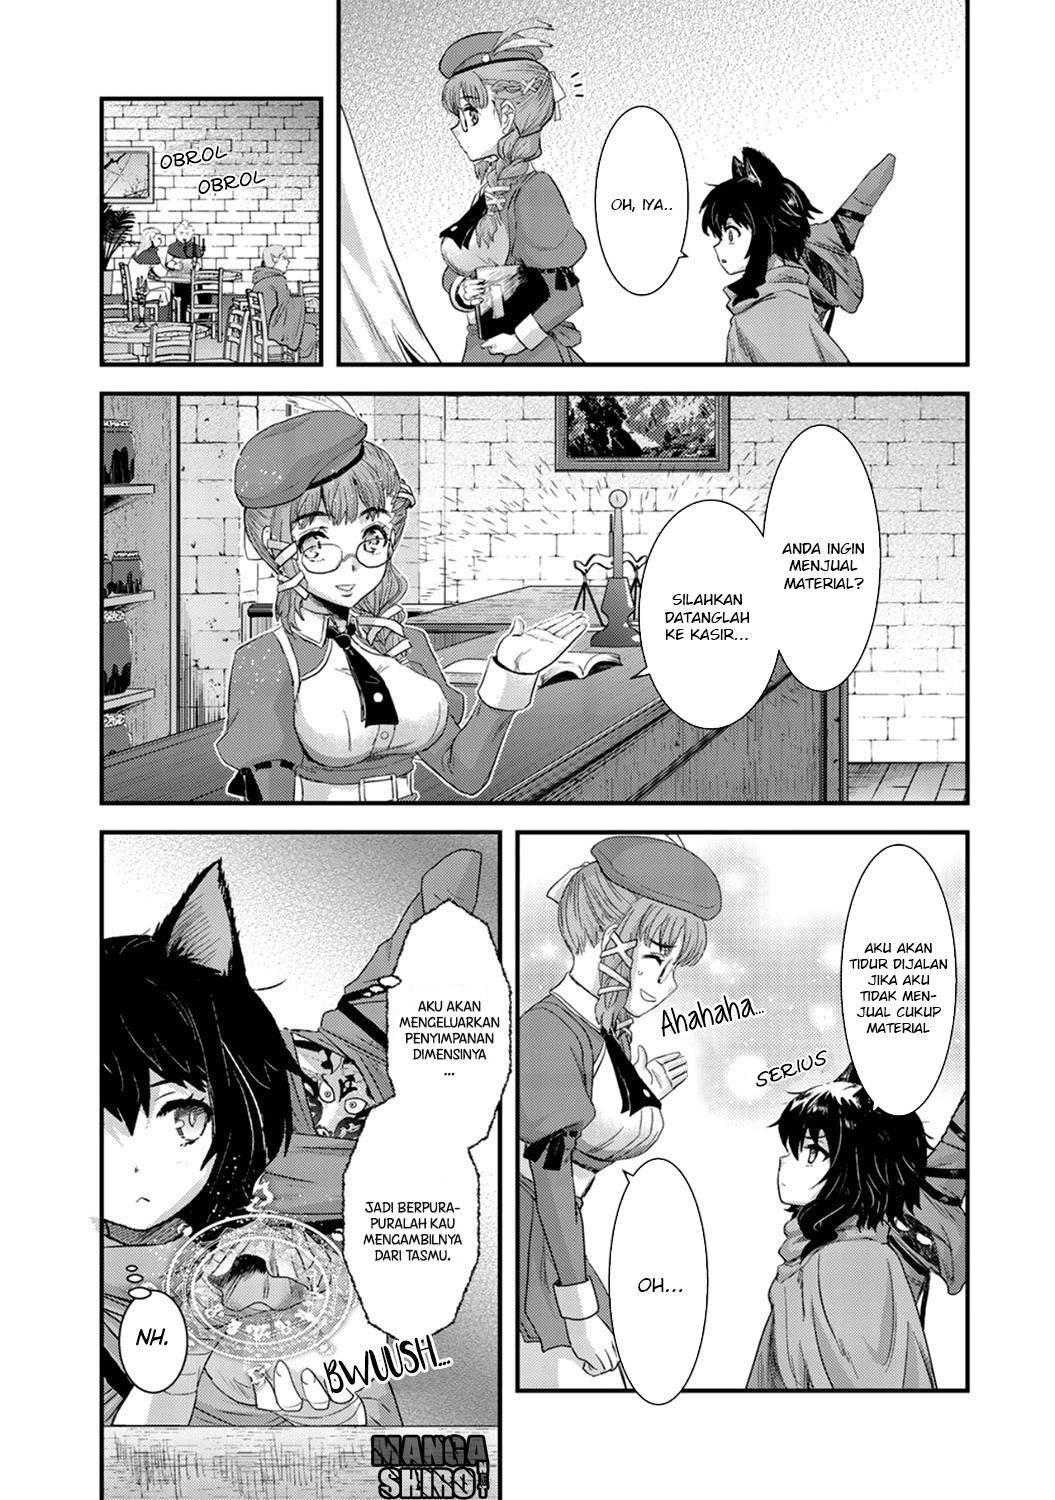 OH, IYA..
OBROL
OBROL
ANDA INGIN
MENJUAL
MATERIAL?
SILAHKAN
DATANGLAH
KE KASIR...
AKU AKAN
TIDUR DIJALAN
JIKA AKU
TIDAK MEN-
JUAL CUKUP
MATERIAL
Ahahaha...
SERIUS
OH...
AKU AKAN
MENGELUARKAN
PENYIMPANAN
DIMENSINYA
...
JADI BERPURA-
PURALAH KAU
MENGAMBILNYA
DARI TASMU.
NH.
BWUUSH...
MANGA
SHIRO